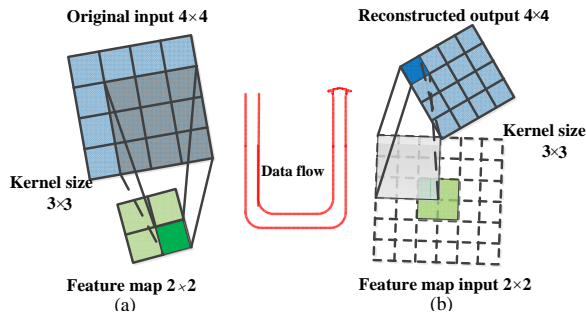 Original input 4×4
Reconstructed output 4×4
Kernel size
3×3
Data flow
Kernel size
3×3
Feature map 2×2
Feature map input 2×2
(a)
(b)